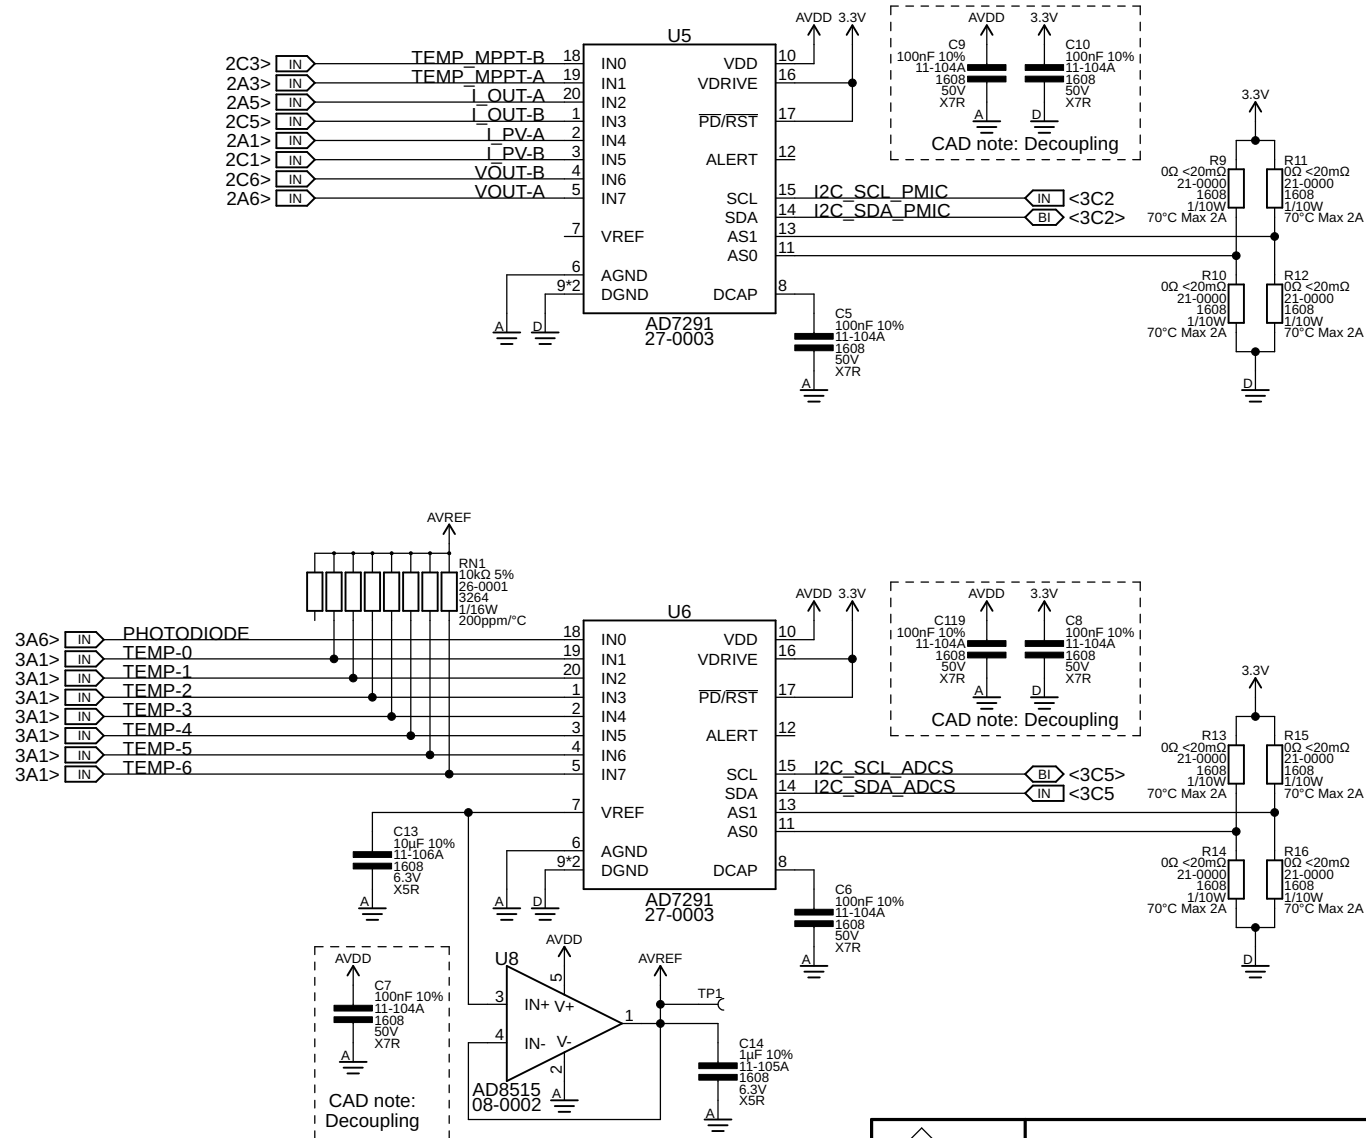 U5
AVDD 3.3V
2C3> IN TEMP_MPPT-B 18 IN0 VDD 10
2A3> IN TEMP_MPPT-A 19 IN1 VDRIVE 16
2A5> IN I_OUT-A 20 IN2
2C5> IN I_OUT-B 1 IN3 PD/RST 17
2A1> IN I_PV-A 2 IN4
2C1> IN I_PV-B 3 IN5 ALERT 12
2C6> IN VOUT-B 4 IN6
2A6> IN VOUT-A 5 IN7 SCL 15 I2C_SCL_PMIC IN <3C2
SDA 14 I2C_SDA_PMIC BI <3C2>
7 VREF AS1 13
AS0 11
6 AGND
9*2 DGND DCAP 8
A D
AD7291
27-0003
C5
100nF 10%
11-104A
1608
50V
X7R
A
AVDD 3.3V
C9
100nF 10%
11-104A
1608
50V
X7R
A
C10
100nF 10%
11-104A
1608
50V
X7R
D
CAD note: Decoupling
3.3V
R9
0Ω <20mΩ
21-0000
1608
1/10W
70°C Max 2A
R11
0Ω <20mΩ
21-0000
1608
1/10W
70°C Max 2A
R10
0Ω <20mΩ
21-0000
1608
1/10W
70°C Max 2A
R12
0Ω <20mΩ
21-0000
1608
1/10W
70°C Max 2A
D
AVREF
RN1
10kΩ 5%
26-0001
3264
1/16W
200ppm/°C
U6
AVDD 3.3V
3A6> IN PHOTODIODE 18 IN0 VDD 10
3A1> IN TEMP-0 19 IN1 VDRIVE 16
3A1> IN TEMP-1 20 IN2
3A1> IN TEMP-2 1 IN3 PD/RST 17
3A1> IN TEMP-3 2 IN4
3A1> IN TEMP-4 3 IN5 ALERT 12
3A1> IN TEMP-5 4 IN6
3A1> IN TEMP-6 5 IN7 SCL 15 I2C_SCL_ADCS BI <3C5>
SDA 14 I2C_SDA_ADCS IN <3C5
7 VREF AS1 13
AS0 11
6 AGND
9*2 DGND DCAP 8
A D
AD7291
27-0003
C13
10µF 10%
11-106A
1608
6.3V
X5R
A
C6
100nF 10%
11-104A
1608
50V
X7R
A
AVDD 3.3V
C119
100nF 10%
11-104A
1608
50V
X7R
A
C8
100nF 10%
11-104A
1608
50V
X7R
D
CAD note: Decoupling
3.3V
R13
0Ω <20mΩ
21-0000
1608
1/10W
70°C Max 2A
R15
0Ω <20mΩ
21-0000
1608
1/10W
70°C Max 2A
R14
0Ω <20mΩ
21-0000
1608
1/10W
70°C Max 2A
R16
0Ω <20mΩ
21-0000
1608
1/10W
70°C Max 2A
D
AVDD
C7
100nF 10%
11-104A
1608
50V
X7R
A
CAD note:
Decoupling
U8
AVDD
5
3 IN+ V+
1
4 IN- V-
2
A
AD8515
08-0002
AVREF
TP1
C14
1µF 10%
11-105A
1608
6.3V
X5R
A